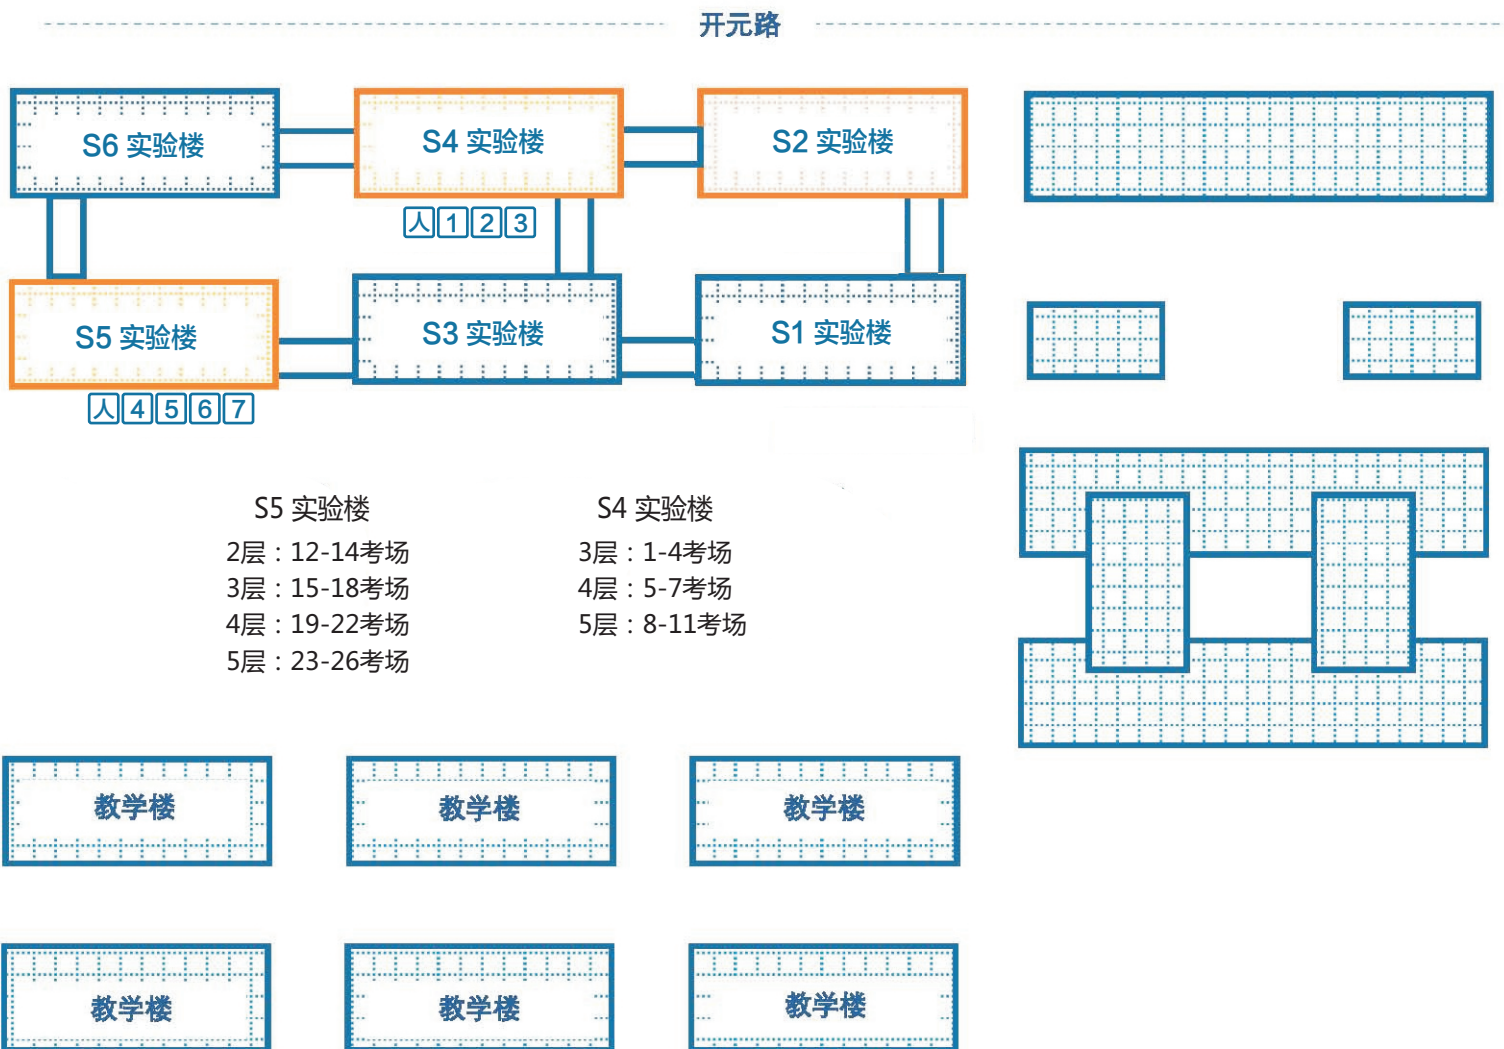 开元路
S6 实验楼
S4 实验楼
S2 实验楼
人 1 2 3
S5 实验楼
S3 实验楼
S1 实验楼
人 4 5 6 7
S5 实验楼
2层：12-14考场
3层：15-18考场
4层：19-22考场
5层：23-26考场
S4 实验楼
3层：1-4考场
4层：5-7考场
5层：8-11考场
教学楼
教学楼
教学楼
教学楼
教学楼
教学楼